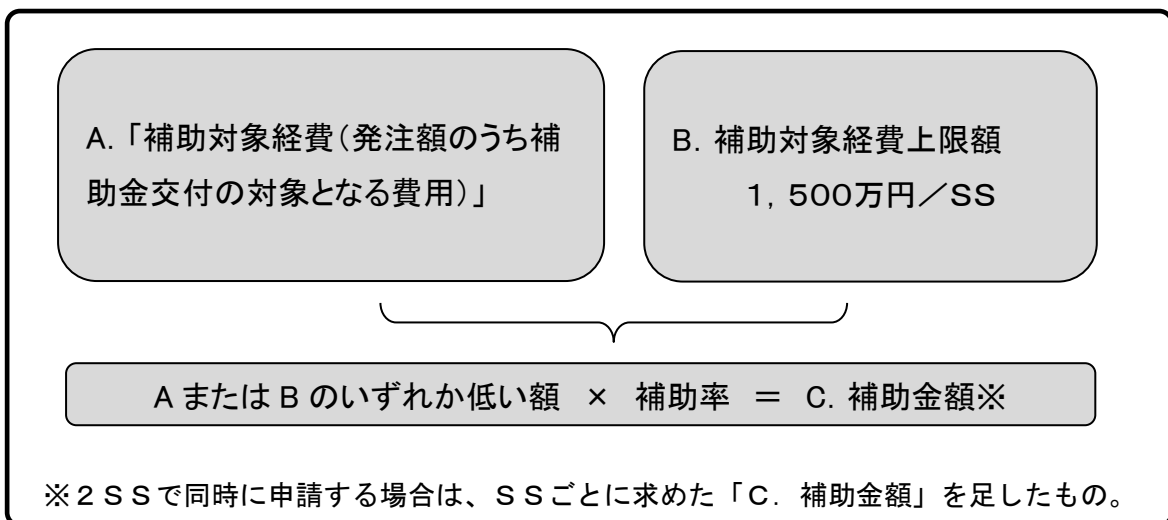 A．「補助対象経費（発注額のうち補
助金交付の対象となる費用）」
B．補助対象経費上限額
１，５００万円／ＳＳ
A または B のいずれか低い額　×　補助率　＝　C．補助金額※
※２ＳＳで同時に申請する場合は、ＳＳごとに求めた「Ｃ．補助金額」を足したもの。